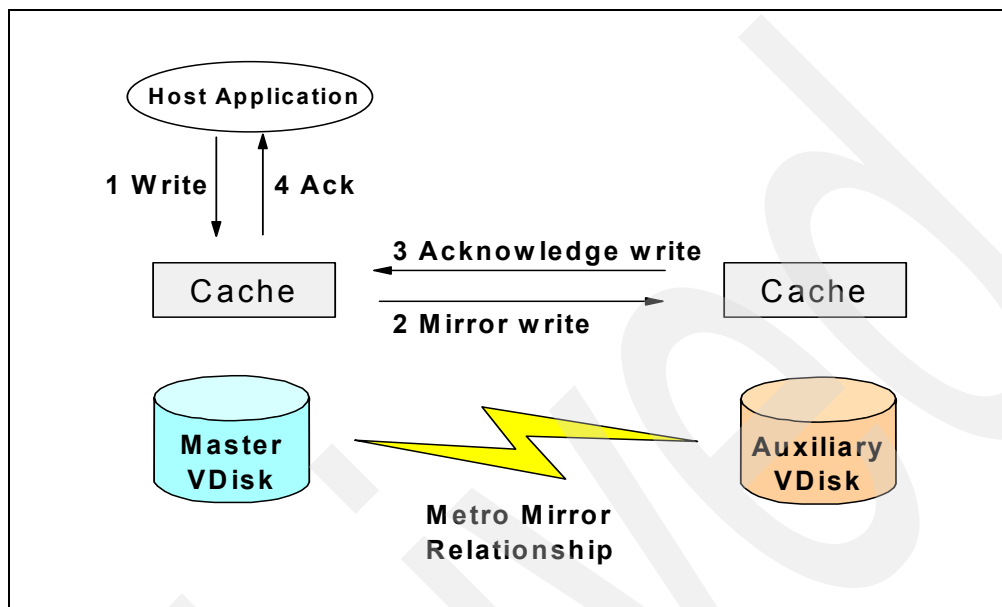 Host Application
1 Write
4 Ack
3 Acknowledge write
Cache
Cache
2 Mirror write
Master
VDisk
Auxiliary
VDisk
Metro Mirror
Relationship